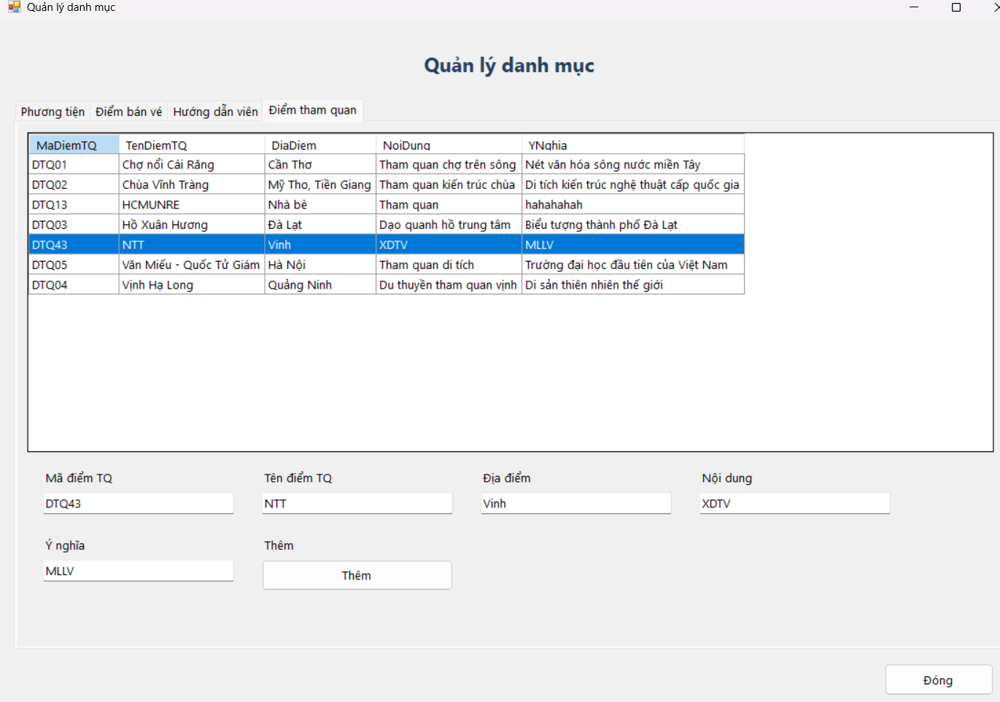 Quản lý danh mục
Quản lý danh mục
Phương tiện Điểm bán vé Hướng dẫn viên Điểm tham quan
MaDiemTQ TenDiemTQ DiaDiem NoiDung YNghia
DTQ01 Chợ nổi Cái Răng Cần Thơ Tham quan chợ trên sông Nét văn hóa sông nước miền Tây
DTQ02 Chùa Vĩnh Tràng Mỹ Tho, Tiền Giang Tham quan kiến trúc chùa Di tích kiến trúc nghệ thuật cấp quốc gia
DTQ13 HCMUNRE Nhà bè Tham quan hahahahah
DTQ03 Hồ Xuân Hương Đà Lạt Dạo quanh hồ trung tâm Biểu tượng thành phố Đà Lạt
DTQ43 NTT Vinh XDTV MLLV
DTQ05 Văn Miếu - Quốc Tử Giám Hà Nội Tham quan di tích Trường đại học đầu tiên của Việt Nam
DTQ04 Vịnh Hạ Long Quảng Ninh Du thuyền tham quan vịnh Di sản thiên nhiên thế giới
Mã điểm TQ Tên điểm TQ Địa điểm Nội dung
DTQ43 NTT Vinh XDTV
Ý nghĩa Thêm
MLLV Thêm
Đóng